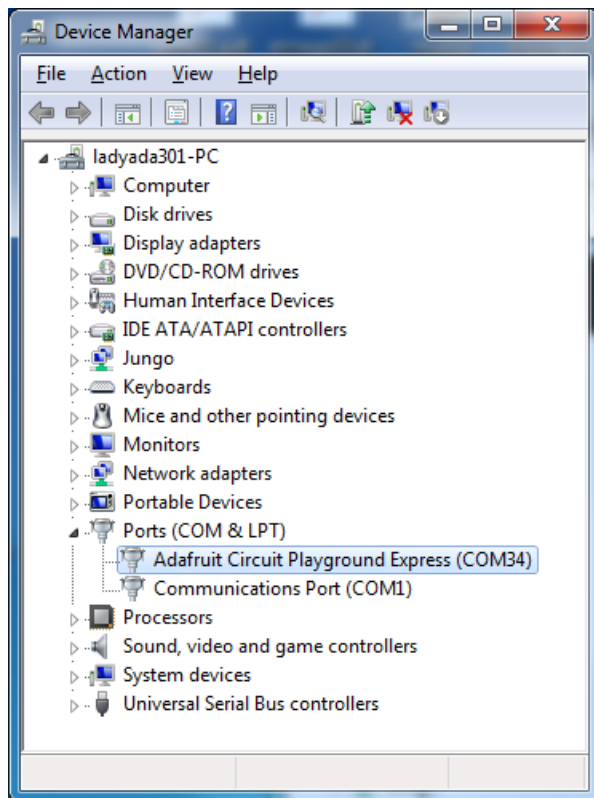 Device Manager
File Action View Help
ladyada301-PC
Computer
Disk drives
Display adapters
DVD/CD-ROM drives
Human Interface Devices
IDE ATA/ATAPI controllers
Jungo
Keyboards
Mice and other pointing devices
Monitors
Network adapters
Portable Devices
Ports (COM & LPT)
Adafruit Circuit Playground Express (COM34)
Communications Port (COM1)
Processors
Sound, video and game controllers
System devices
Universal Serial Bus controllers